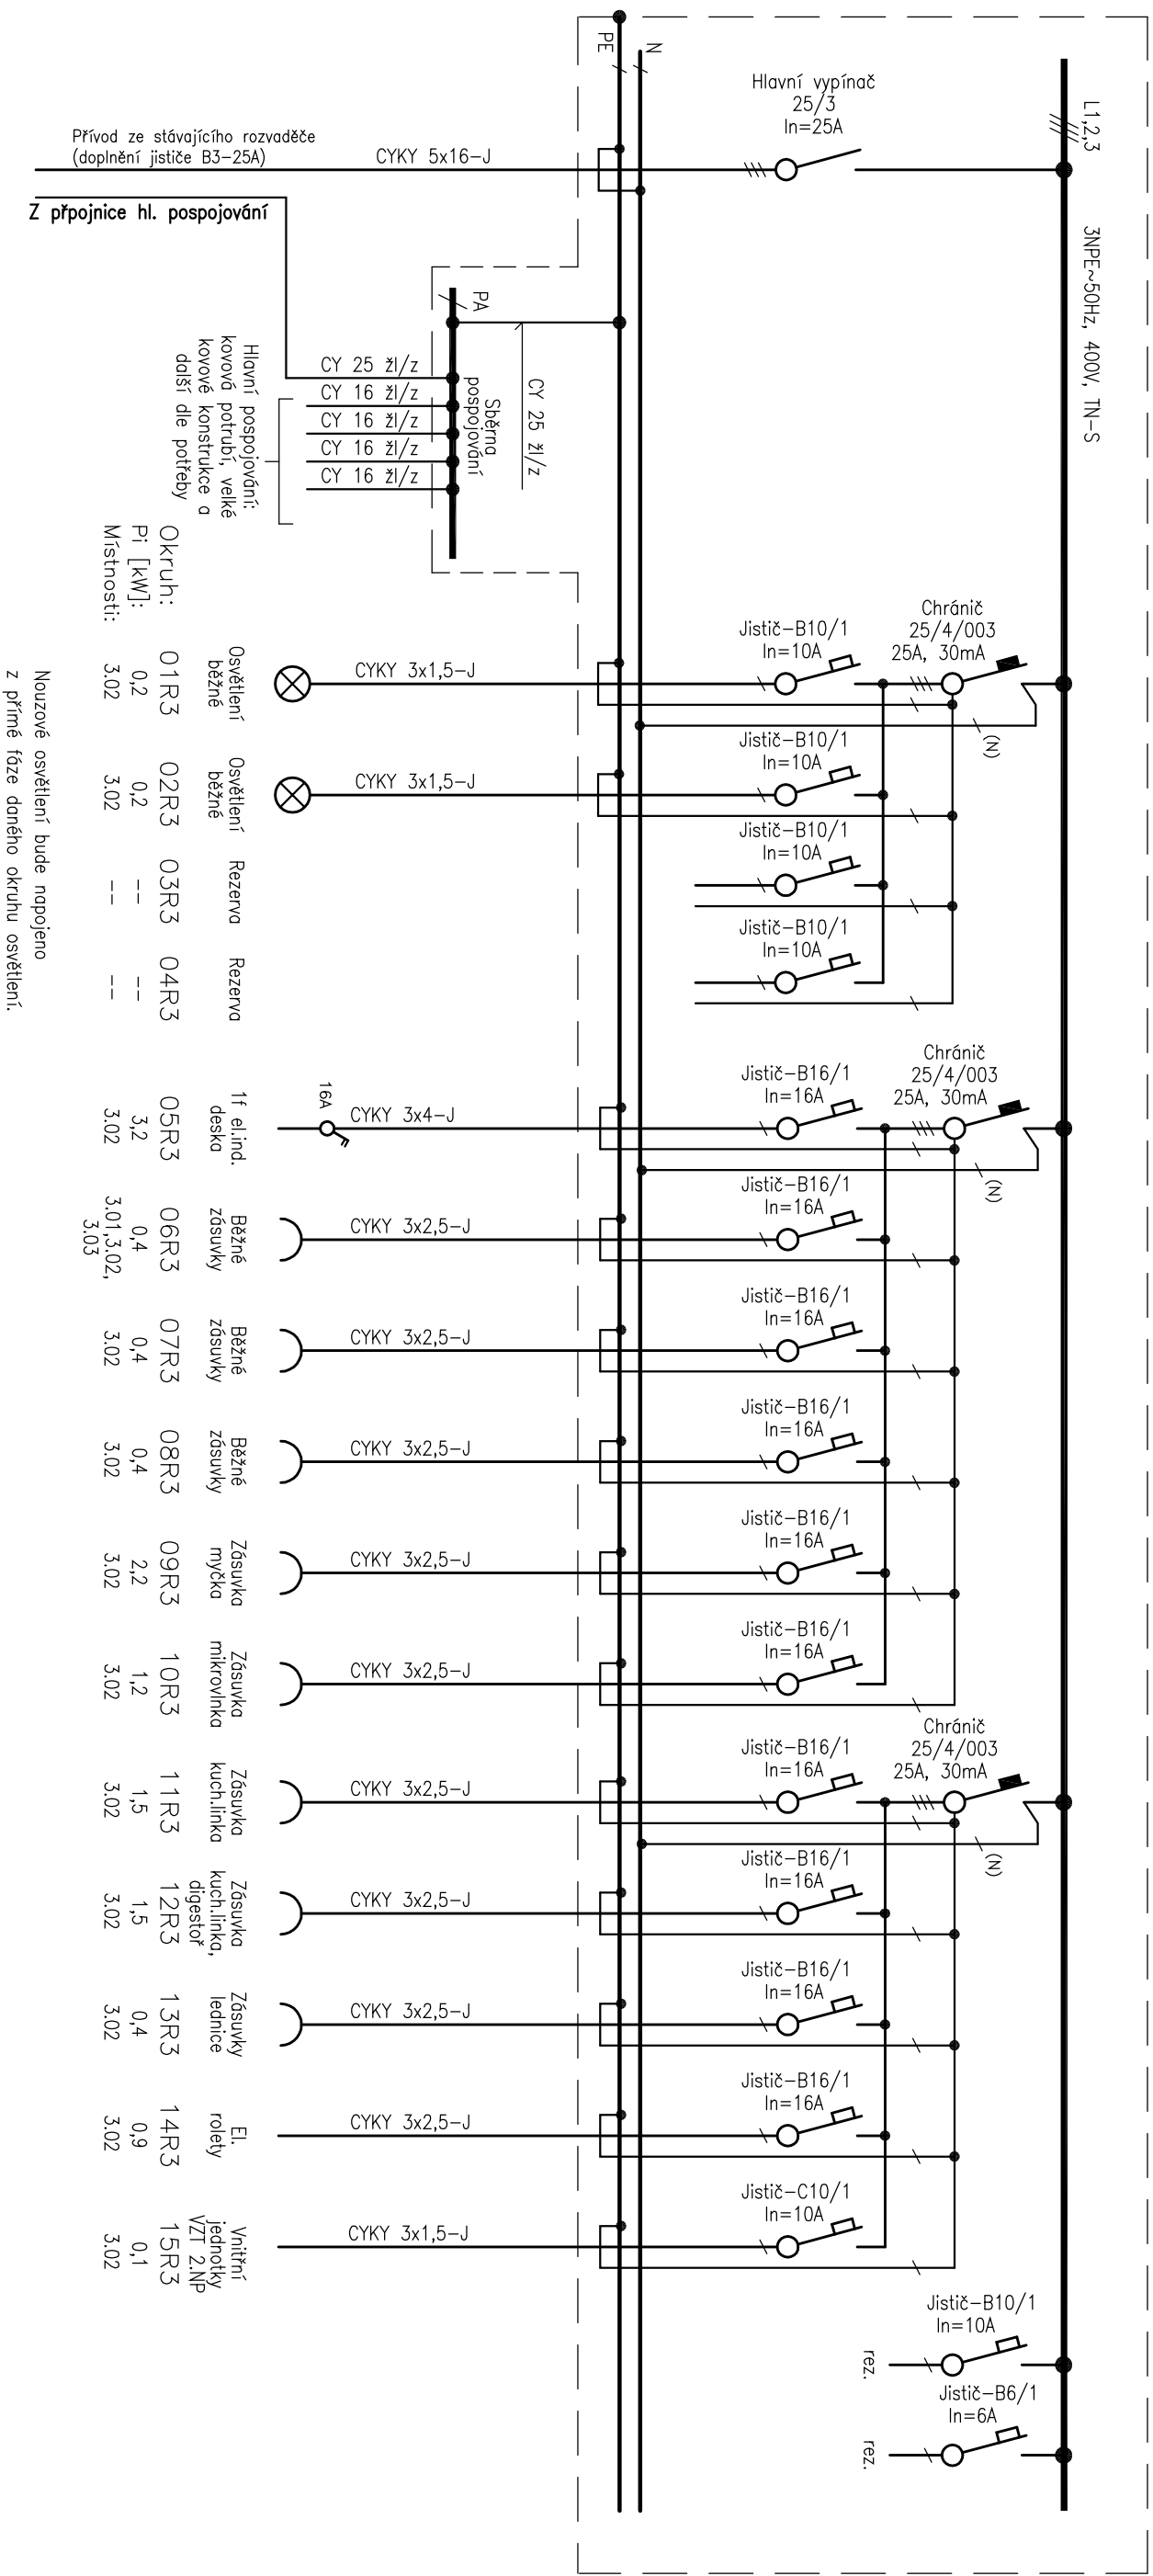 L1,2,3
3NPE~50Hz, 400V, TN-S
N
PE
Hlavní vypínač
25/3
In=25A
Přívod ze stávajícího rozvaděče
(doplnění jističe B3-25A)
CYKY 5x16-J
Z přpojnice hl. pospojování
PA
CY 25 žl/z
Sběrna
pospojování
CY 25 žl/z
CY 16 žl/z
CY 16 žl/z
CY 16 žl/z
CY 16 žl/z
Hlavní pospojování:
kovová potrubí, velké
kovové konstrukce a
další dle potřeby
Chránič
25/4/003
25A, 30mA
(N)
Jistič-B10/1
In=10A
CYKY 3x1,5-J
Jistič-B10/1
In=10A
CYKY 3x1,5-J
Jistič-B10/1
In=10A
Jistič-B10/1
In=10A
Chránič
25/4/003
25A, 30mA
(N)
Jistič-B16/1
In=16A
CYKY 3x4-J
16A
Jistič-B16/1
In=16A
CYKY 3x2,5-J
Jistič-B16/1
In=16A
CYKY 3x2,5-J
Jistič-B16/1
In=16A
CYKY 3x2,5-J
Jistič-B16/1
In=16A
CYKY 3x2,5-J
Jistič-B16/1
In=16A
CYKY 3x2,5-J
Chránič
25/4/003
25A, 30mA
(N)
Jistič-B16/1
In=16A
CYKY 3x2,5-J
Jistič-B16/1
In=16A
CYKY 3x2,5-J
Jistič-B16/1
In=16A
CYKY 3x2,5-J
Jistič-B16/1
In=16A
CYKY 3x2,5-J
Jistič-C10/1
In=10A
CYKY 3x1,5-J
Jistič-B10/1
In=10A
rez.
Jistič-B6/1
In=6A
rez.
Okruh:
Pi [kW]:
Místnosti:
Osvětlení
běžné
01R3
0,2
3.02
Osvětlení
běžné
02R3
0,2
3.02
Rezerva
03R3
--
--
Rezerva
04R3
--
--
1f el.ind.
deska
05R3
3,2
3.02
Běžné
zásuvky
06R3
0,4
3.01,3.02,
3.03
Běžné
zásuvky
07R3
0,4
3.02
Běžné
zásuvky
08R3
0,4
3.02
Zásuvka
myčka
09R3
2,2
3.02
Zásuvka
mikrovlnka
10R3
1,2
3.02
Zásuvka
kuch.linka
11R3
1,5
3.02
Zásuvka
kuch.linka,
digestoř
12R3
1,5
3.02
Zásuvky
lednice
13R3
0,4
3.02
El.
rolety
14R3
0,9
3.02
Vnitřní
jednotky
VZT 2.NP
15R3
0,1
3.02
Nouzové osvětlení bude napojeno
z přímé fáze daného okruhu osvětlení.